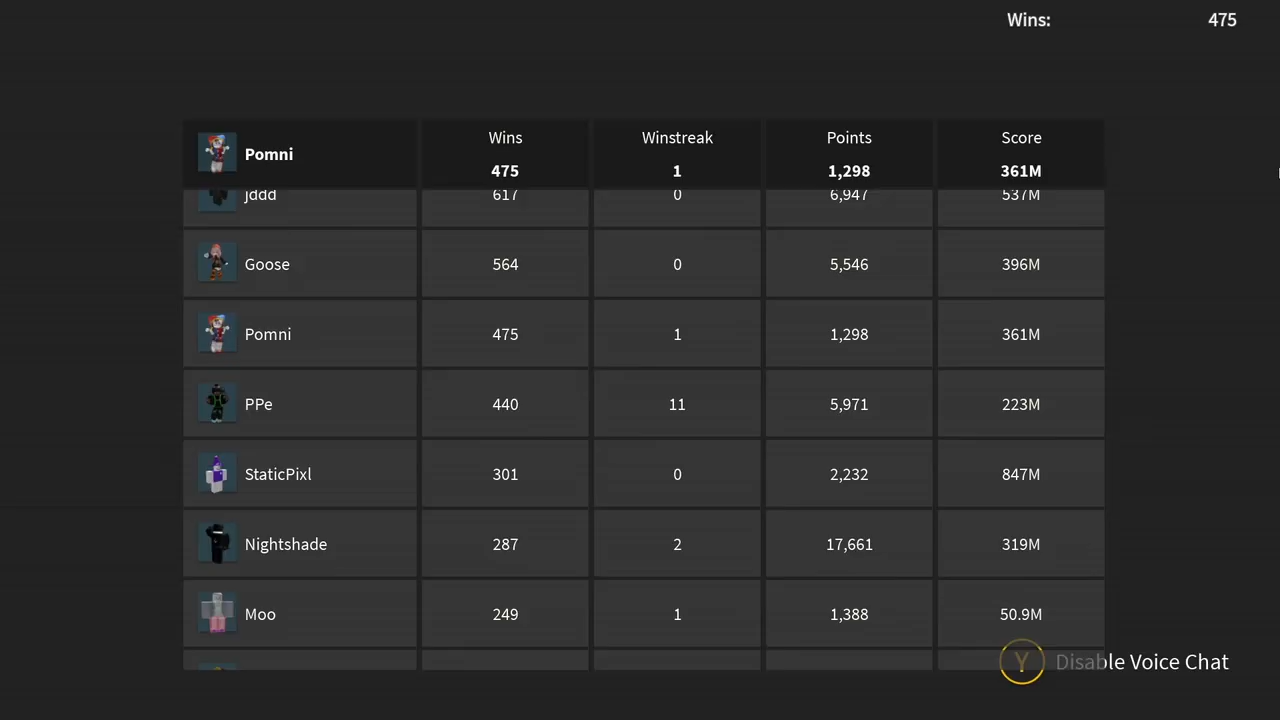 Wins: 475
Pomni Wins 475 Winstreak 1 Points 1,298 Score 361M
jddd 617 0 6,947 537M
Goose 564 0 5,546 396M
Pomni 475 1 1,298 361M
PPe 440 11 5,971 223M
StaticPixl 301 0 2,232 847M
Nightshade 287 2 17,661 319M
Moo 249 1 1,388 50.9M
Y Disable Voice Chat